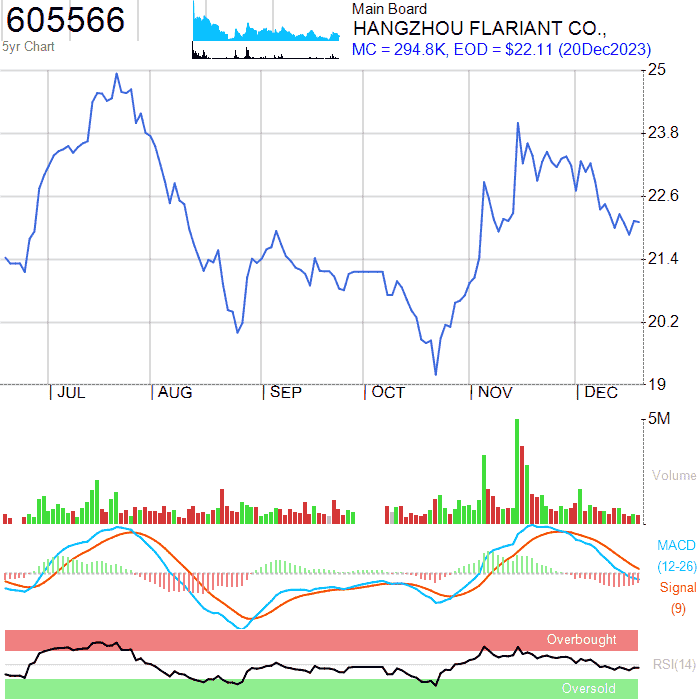 605566
5yr Chart
Main Board
HANGZHOU FLARIANT CO.,
MC = 294.8K, EOD = $22.11 (20Dec2023)
25
23.8
22.6
21.4
20.2
19
JUL AUG SEP OCT NOV DEC
5M
Volume
MACD
(12-26)
Signal
(9)
Overbought
RSI(14)
Oversold